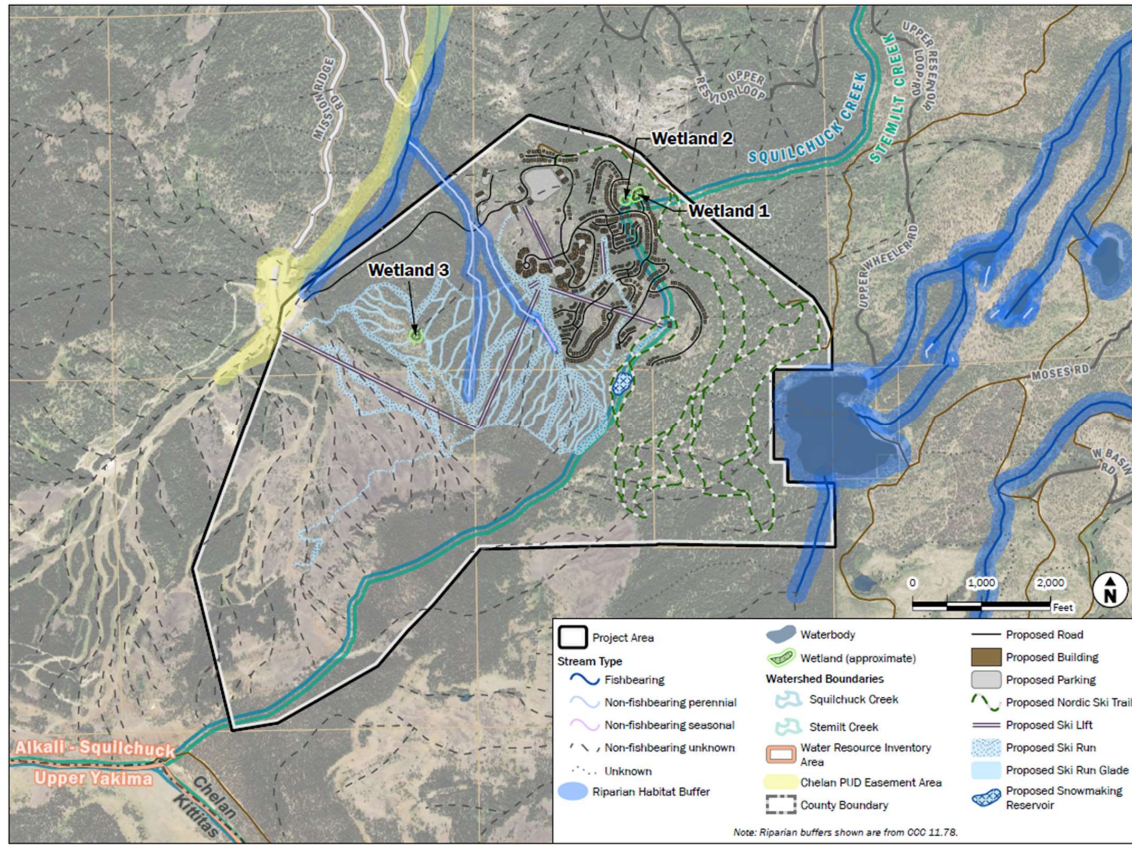 MISSION RIDGE
RD
UPPER
RESVIOR LOOP
UPPER RESERVOIR
LOOP RD
SQUILCHUCK CREEK
STEMILT CREEK
Wetland 2
Wetland 1
Wetland 3
UPPER WHEELER RD
MOSES RD
W BASIN
RD
0 1,000 2,000
Feet
N
Alkali - Squilchuck
Upper Yakima
Chelan
Kittitas
Project Area
Stream Type
Fishbearing
Non-fishbearing perennial
Non-fishbearing seasonal
Non-fishbearing unknown
Unknown
Riparian Habitat Buffer
Waterbody
Wetland (approximate)
Watershed Boundaries
Squilchuck Creek
Stemilt Creek
Water Resource Inventory
Area
Chelan PUD Easement Area
County Boundary
Proposed Road
Proposed Building
Proposed Parking
Proposed Nordic Ski Trail
Proposed Ski Lift
Proposed Ski Run
Proposed Ski Run Glade
Proposed Snowmaking
Reservoir
Note: Riparian buffers shown are from CCC 11.78.